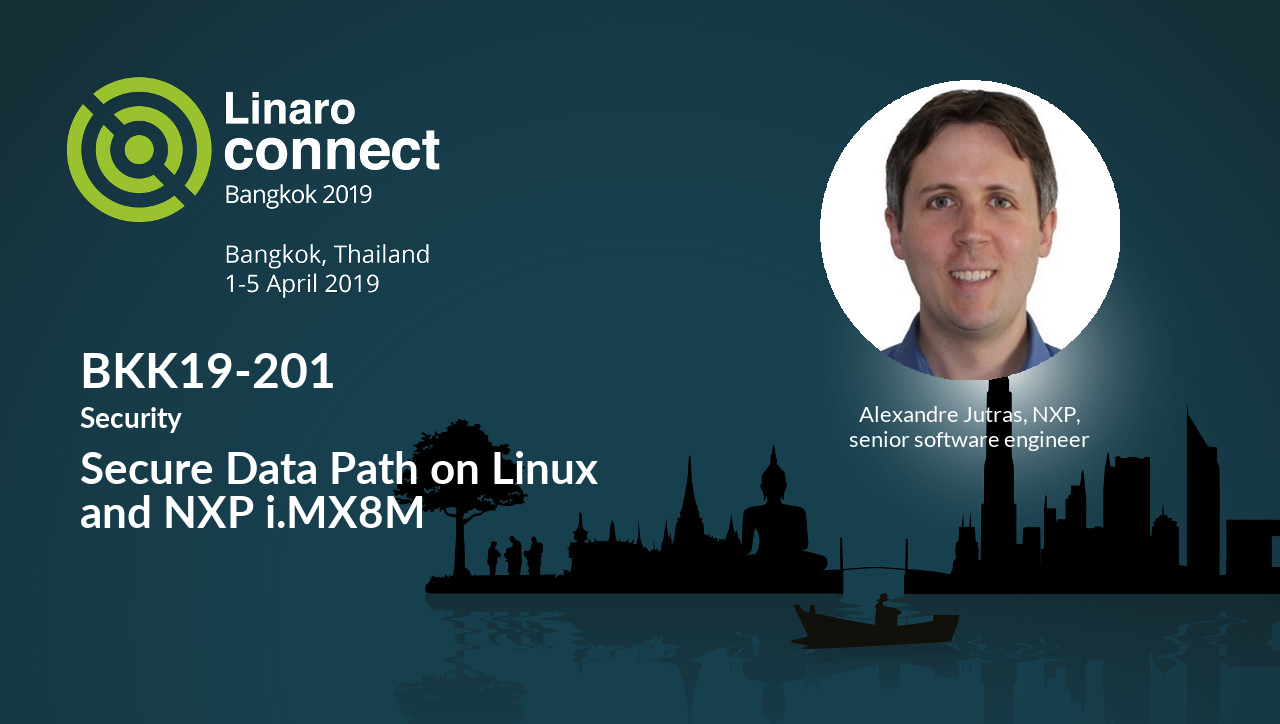 Linaro
connect
Bangkok 2019
Bangkok, Thailand
1-5 April 2019
BKK19-201
Security
Secure Data Path on Linux
and NXP i.MX8M
Alexandre Jutras, NXP,
senior software engineer